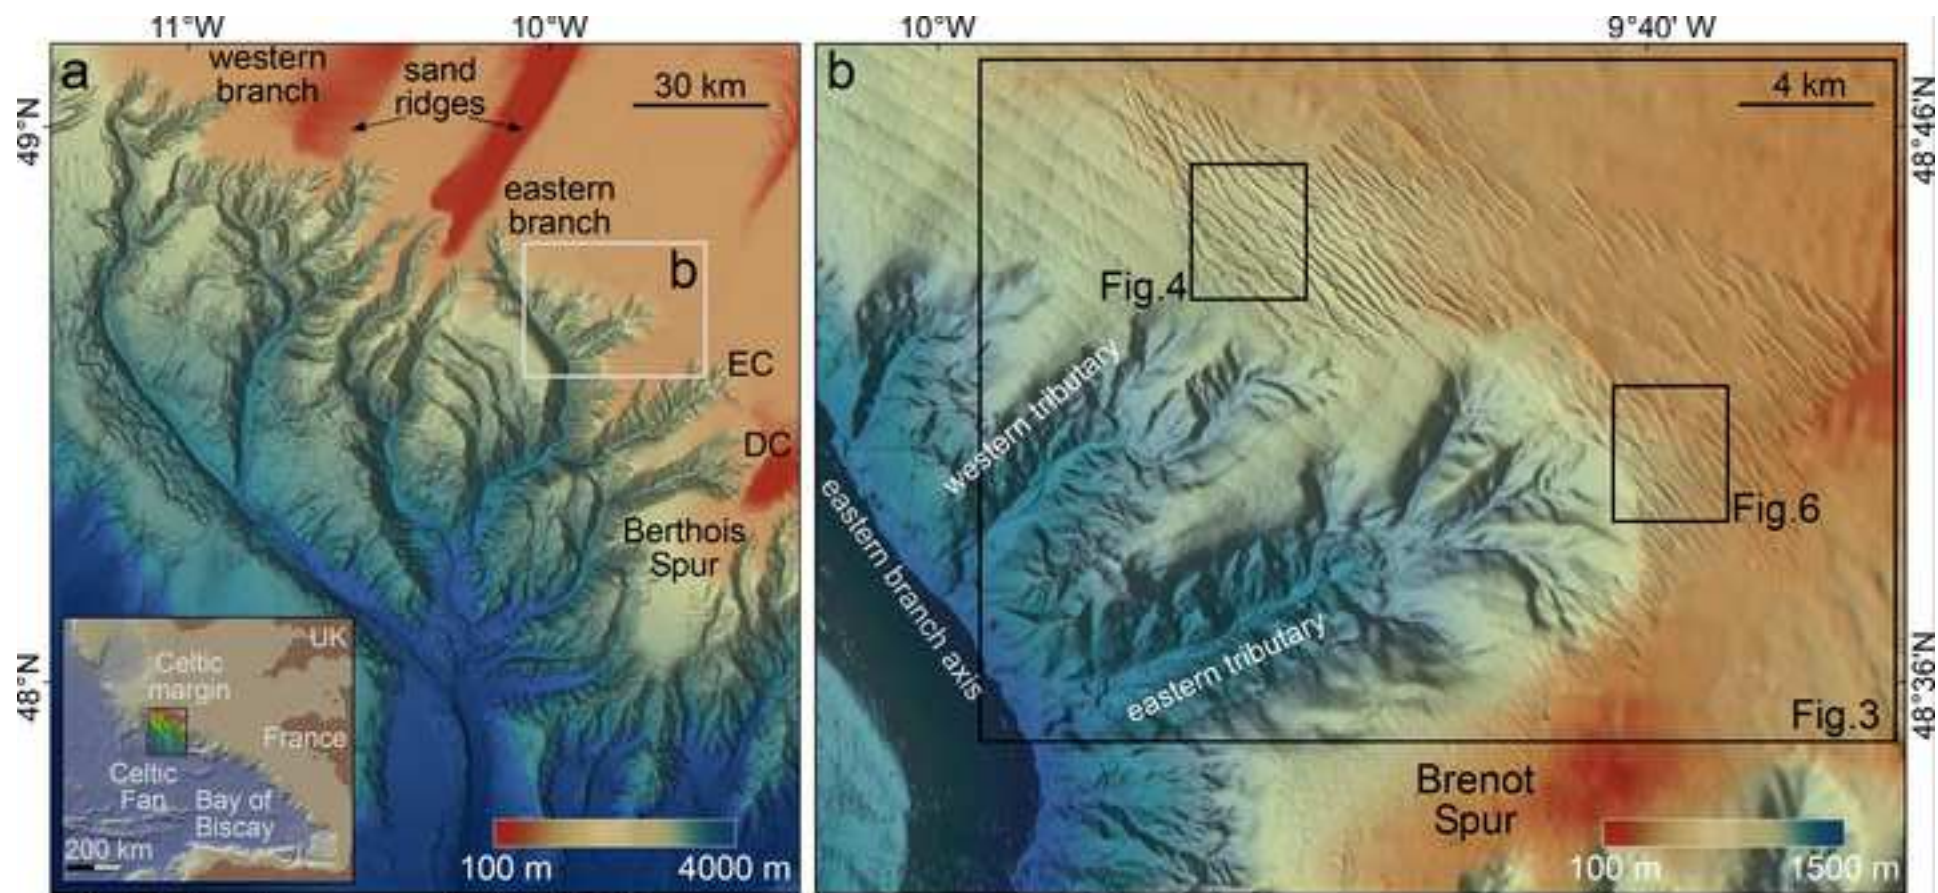 11°W
10°W
10°W
9°40' W
a
western
branch
sand
ridges
30 km
49°N
eastern
branch
b
EC
DC
Berthois
Spur
48°N
UK
Celtic
margin
France
Celtic
Fan
Bay of
Biscay
200 km
100 m
4000 m
b
4 km
48°46'N
Fig.4
western tributary
Fig.6
eastern branch axis
eastern tributary
48°36'N
Fig.3
Brenot
Spur
100 m
1500 m